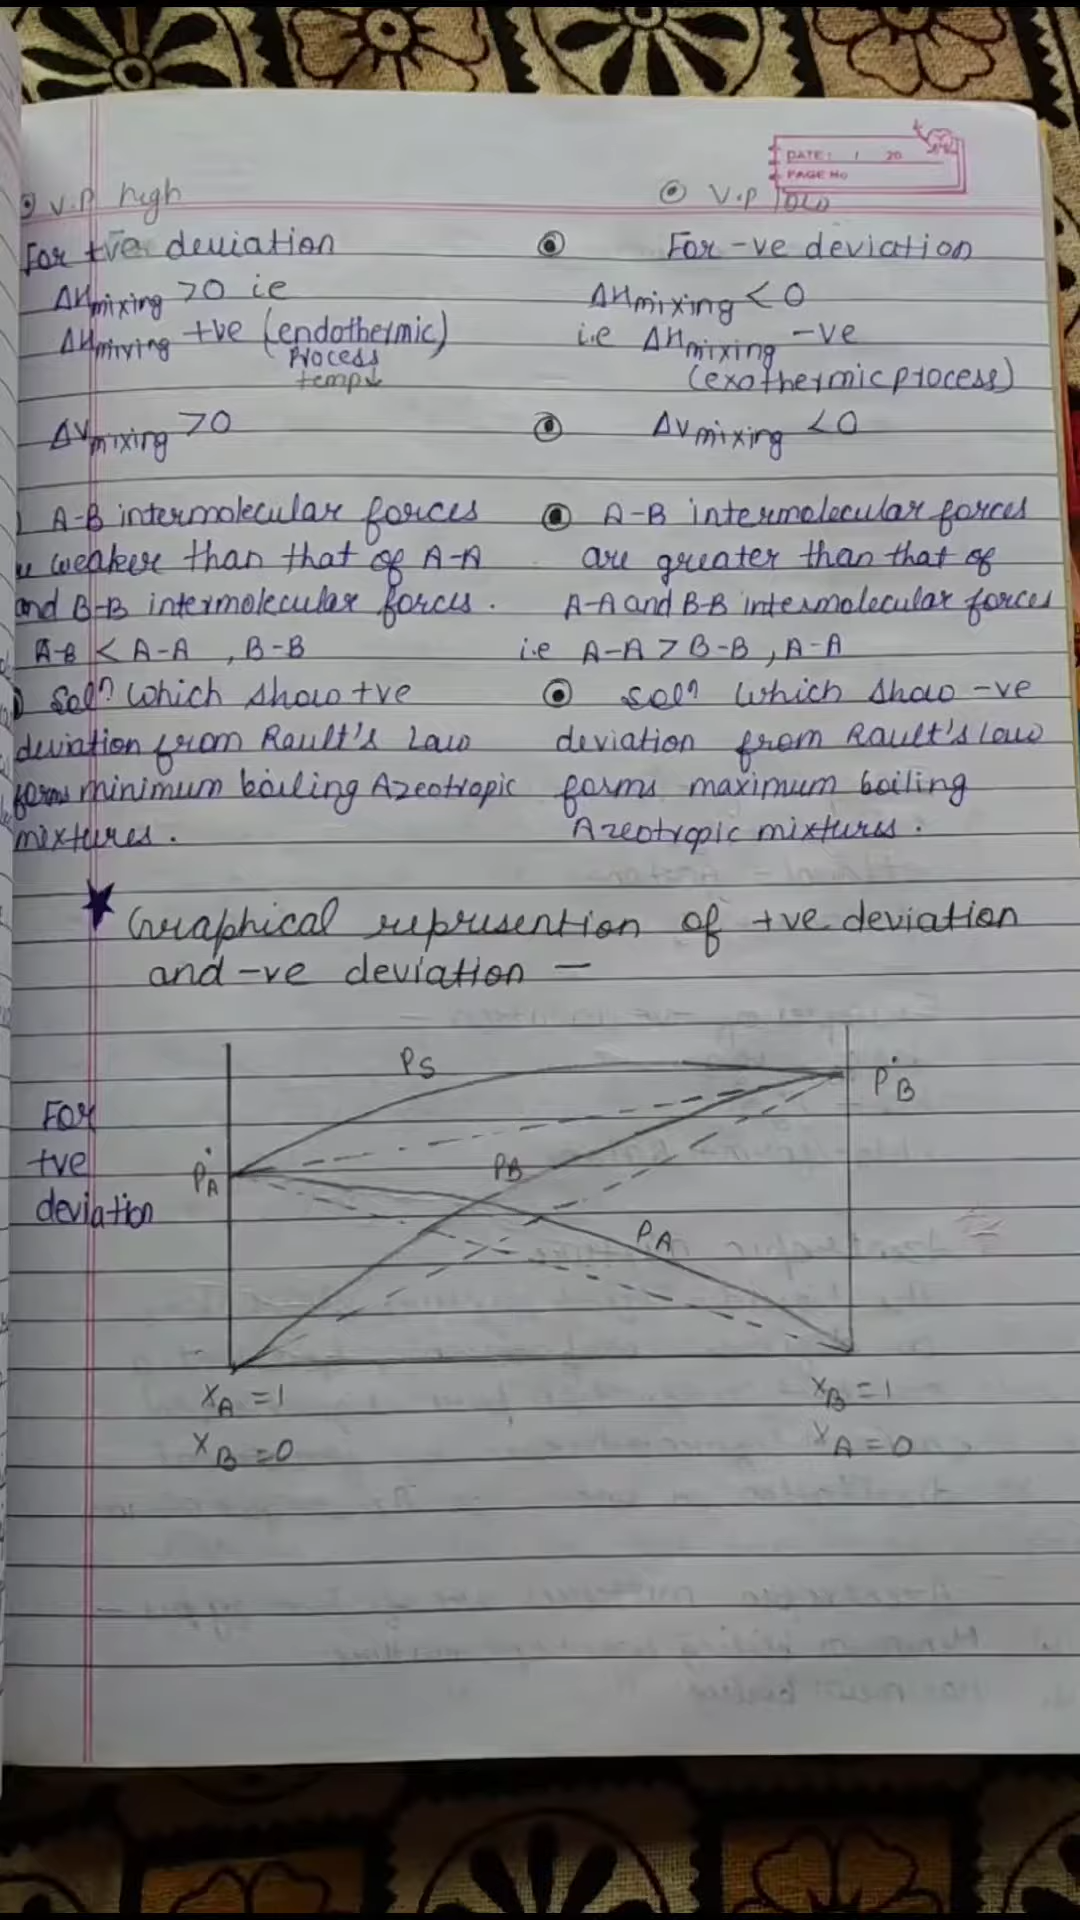 V.P high
For +ve deviation
ΔHmixing >0 ie
ΔHmixing +ve (endothermic)
Process
temp↓
ΔVmixing >0
A-B intermolecular forces
weaker than that of A-A
and B-B intermolecular forces.
A-B < A-A , B-B
Solⁿ which show +ve
deviation from Rault's Law
forms minimum boiling Azeotropic
mixtures.
DATE: / 20
PAGE No
V.P low
For -ve deviation
ΔHmixing <0
i.e ΔHmixing -ve
(exothermic process)
ΔVmixing <0
A-B intermolecular forces
are greater than that of
A-A and B-B intermolecular forces
i.e A-A > B-B , A-A
Solⁿ which show -ve
deviation from Rault's law
forms maximum boiling
Azeotropic mixtures.
★ Graphical represention of +ve deviation
and -ve deviation —
For
+ve
deviation
PS
P°B
P°A
PB
PA
XA = 1
XB = 0
XB = 1
XA = 0